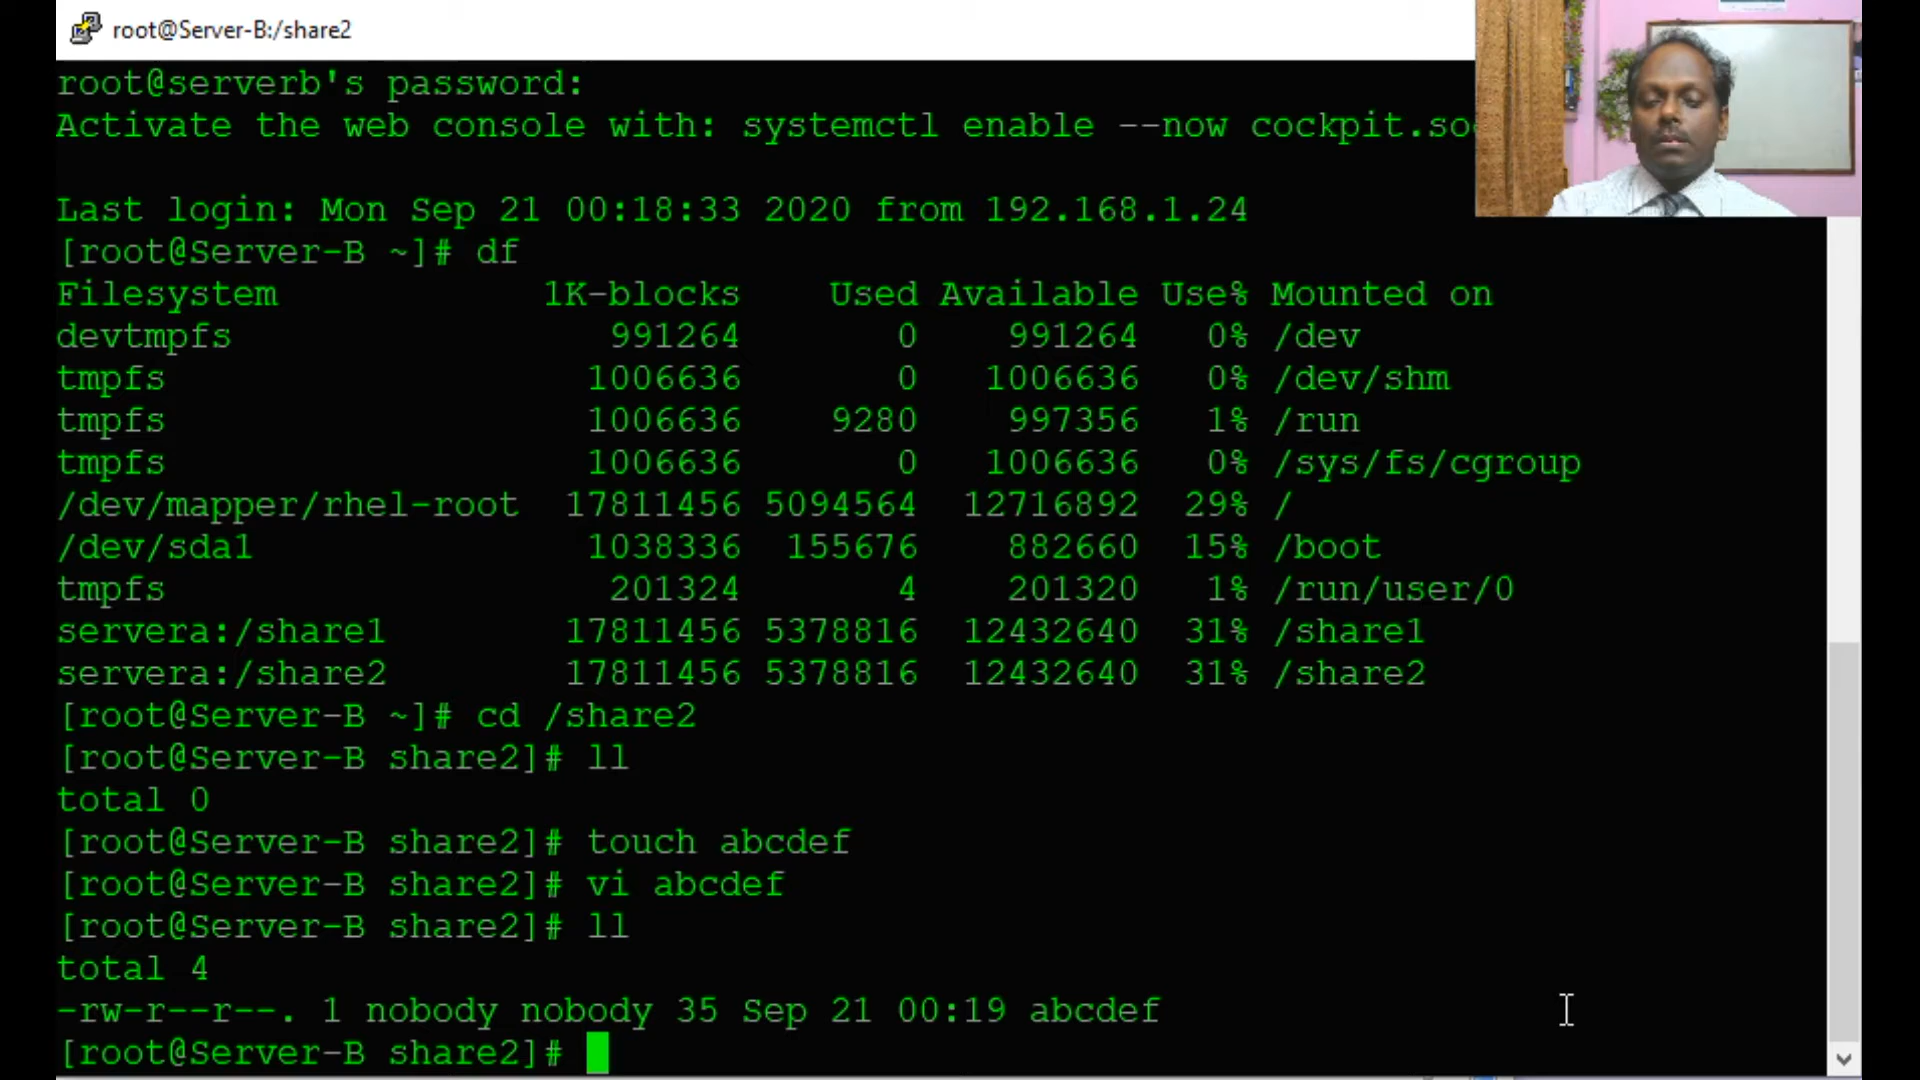 root@Server-B:/share2
root@serverb's password:
Activate the web console with: systemctl enable --now cockpit.so
Last login: Mon Sep 21 00:18:33 2020 from 192.168.1.24
[root@Server-B ~]# df
Filesystem 1K-blocks Used Available Use% Mounted on
devtmpfs 991264 0 991264 0% /dev
tmpfs 1006636 0 1006636 0% /dev/shm
tmpfs 1006636 9280 997356 1% /run
tmpfs 1006636 0 1006636 0% /sys/fs/cgroup
/dev/mapper/rhel-root 17811456 5094564 12716892 29% /
/dev/sda1 1038336 155676 882660 15% /boot
tmpfs 201324 4 201320 1% /run/user/0
servera:/share1 17811456 5378816 12432640 31% /share1
servera:/share2 17811456 5378816 12432640 31% /share2
[root@Server-B ~]# cd /share2
[root@Server-B share2]# ll
total 0
[root@Server-B share2]# touch abcdef
[root@Server-B share2]# vi abcdef
[root@Server-B share2]# ll
total 4
-rw-r--r--. 1 nobody nobody 35 Sep 21 00:19 abcdef
[root@Server-B share2]#